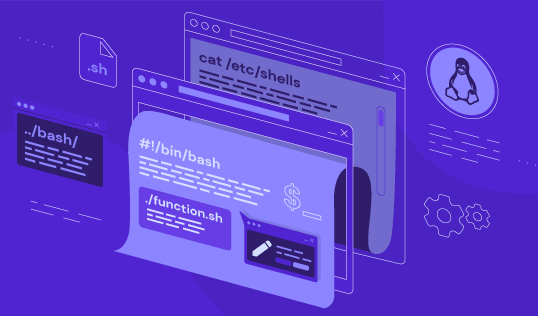 .sh
cat /etc/shells
../bash/
#!/bin/bash
$
./function.sh